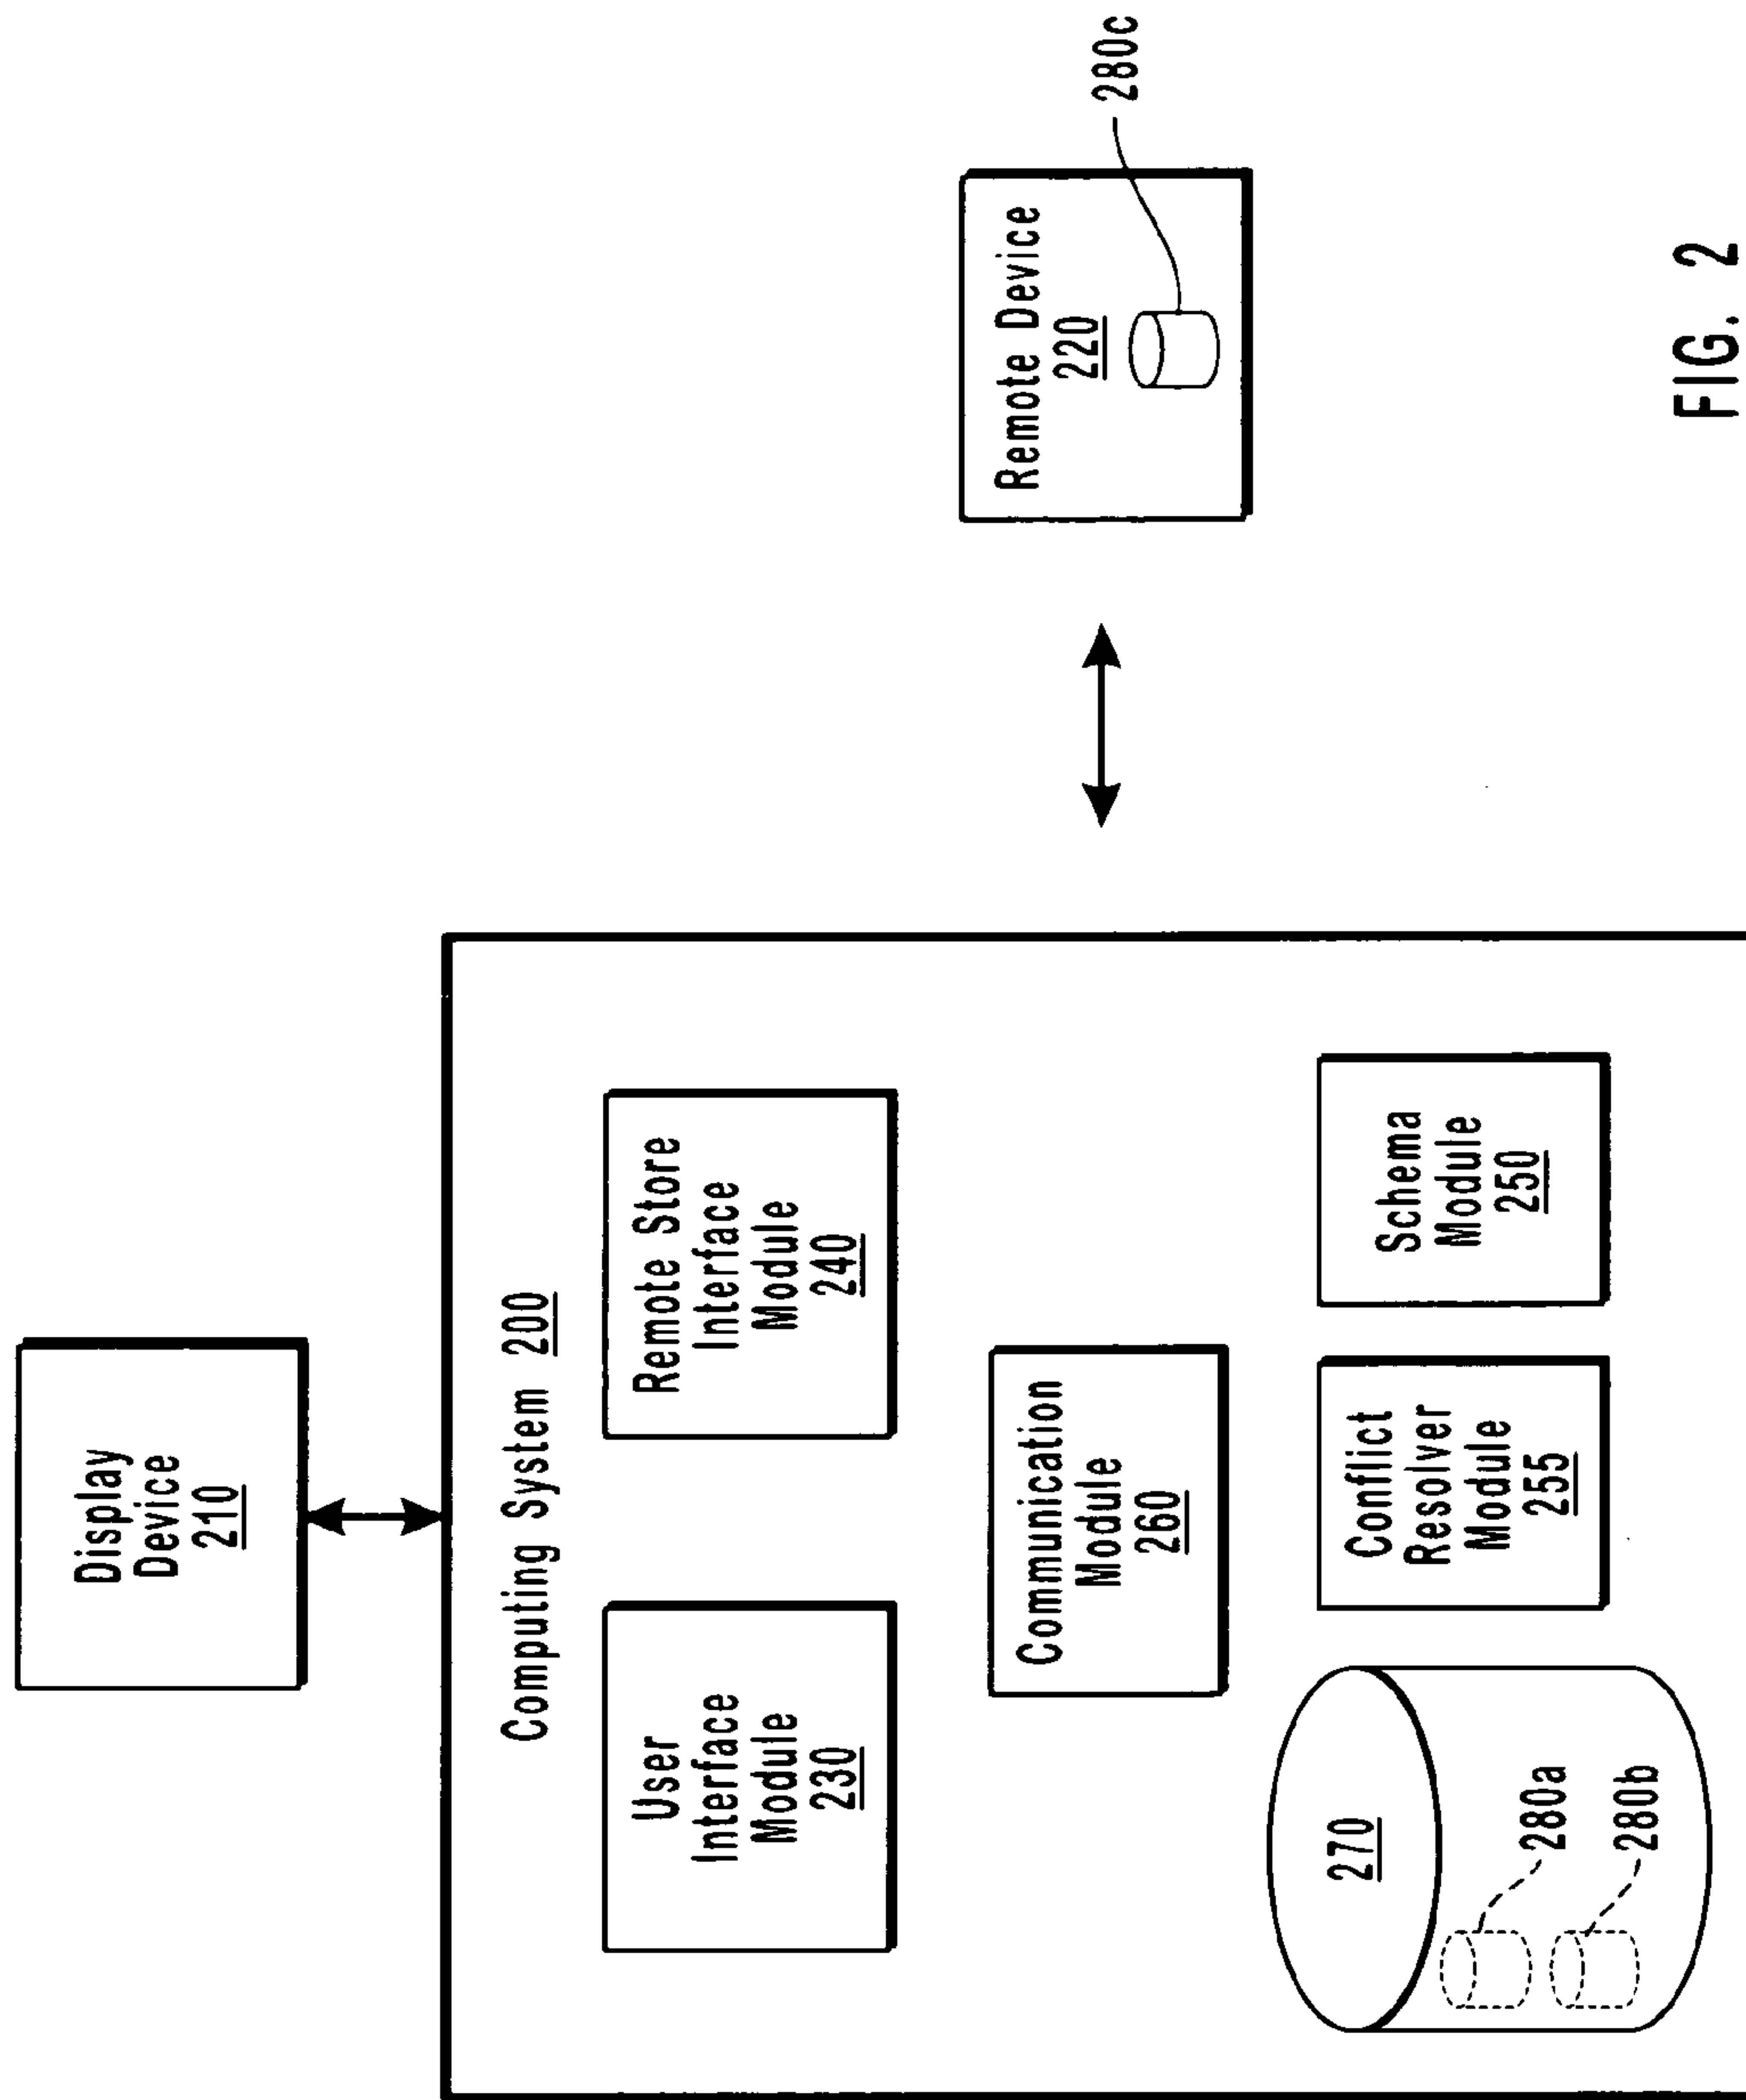 Display
Device
210
Computing System 200
User
Interface
Module
230
Remote Store
Interface
Module
240
Communication
Module
260
270
280a
280b
Conflict
Resolver
Module
255
Schema
Module
250
Remote Device
220
280c
FIG. 2